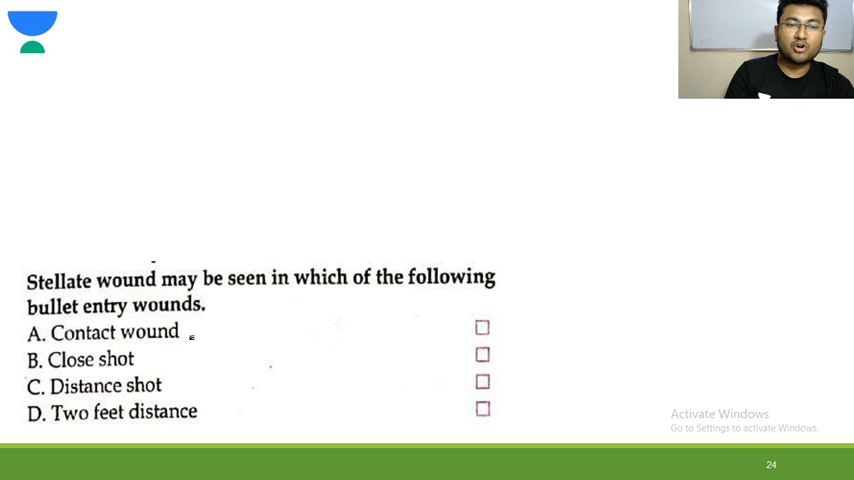 Stellate wound may be seen in which of the following
bullet entry wounds.
A. Contact wound
B. Close shot
C. Distance shot
D. Two feet distance
Activate Windows
Go to Settings to activate Windows.
24